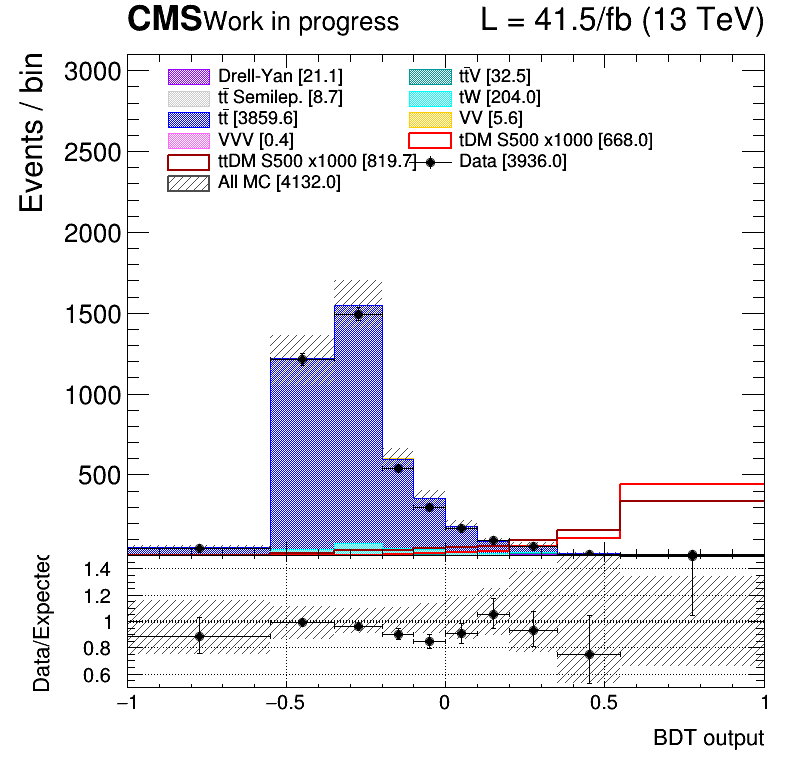 CMS Work in progress L = 41.5/fb (13 TeV)
Events / bin
3000
2500
2000
1500
1000
500
Drell-Yan [21.1] tt̄V [32.5]
tt̄ Semilep. [8.7] tW [204.0]
tt̄ [3859.6] VV [5.6]
VVV [0.4] tDM S500 x1000 [668.0]
ttDM S500 x1000 [819.7] Data [3936.0]
All MC [4132.0]
Data/Expected
1.4
1.2
1
0.8
0.6
−1 −0.5 0 0.5 1
BDT output